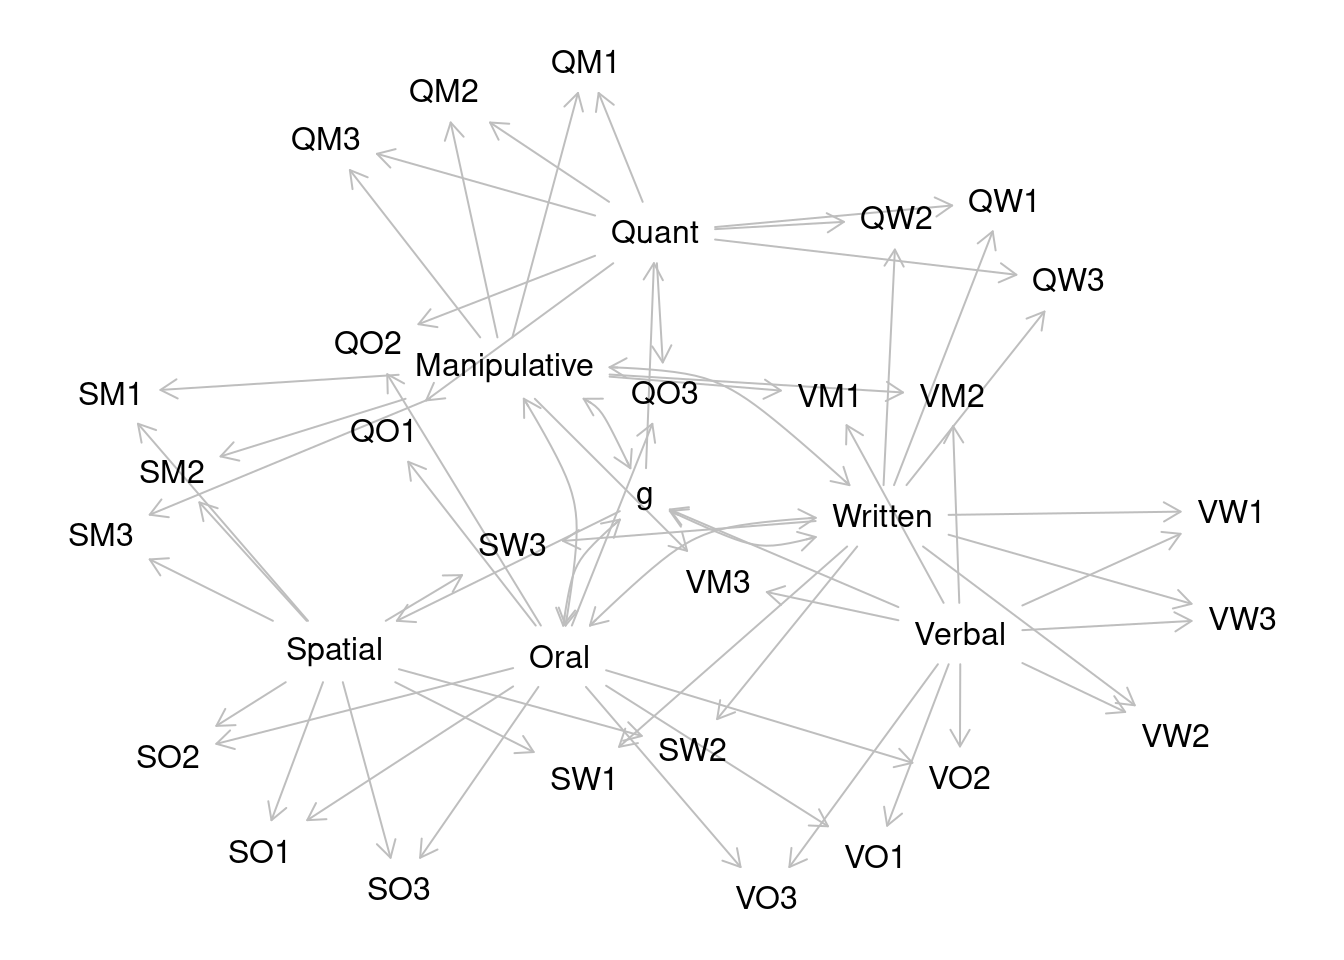 QM1
QM2
QM3
QW1
QW2
Quant
QW3
QO2
Manipulative
SM1
QO3
VM1
VM2
QO1
SM2
g
VW1
Written
SM3
SW3
VM3
VW3
Verbal
Spatial
Oral
VW2
SW2
SO2
SW1
VO2
SO1
VO1
SO3
VO3